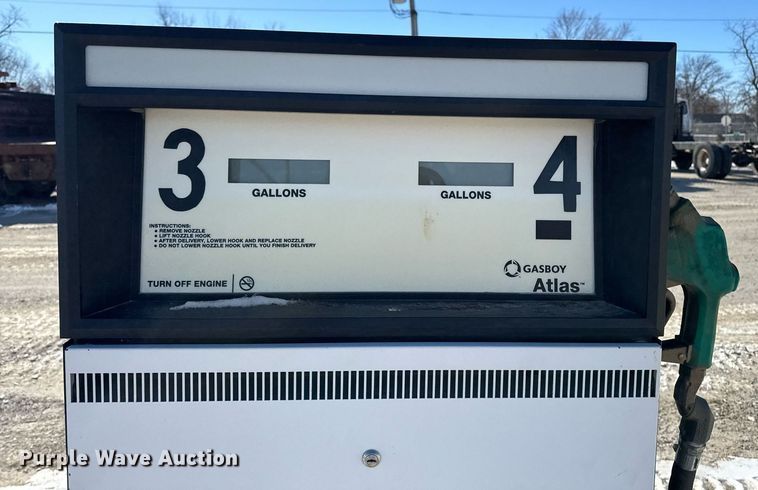 3
4
GALLONS
GALLONS
INSTRUCTIONS:
● REMOVE NOZZLE
● LIFT NOZZLE HOOK
● AFTER DELIVERY, LOWER HOOK AND REPLACE NOZZLE
● DO NOT LOWER NOZZLE HOOK UNTIL YOU FINISH DELIVERY
GASBOY
TURN OFF ENGINE
Atlas™
Purple Wave Auction